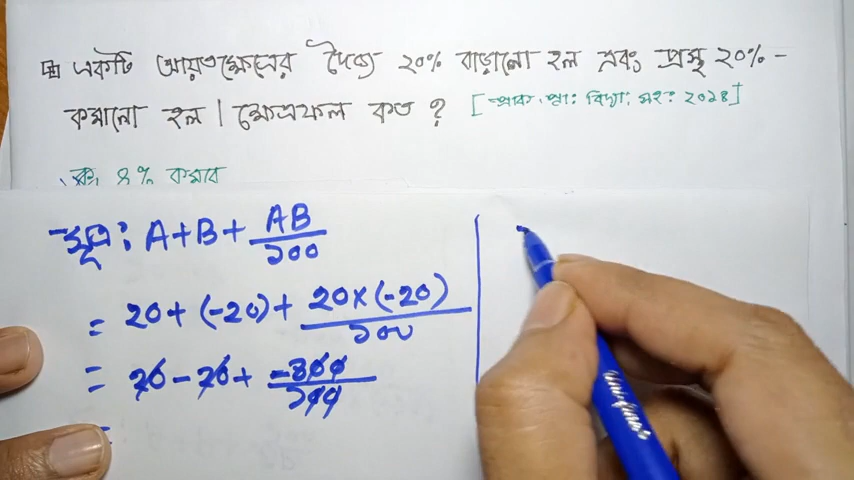 একটি আয়তক্ষেত্রের দৈর্ঘ্য ২০% বাড়ানো হল এবং প্রস্থ ২০% -
কমানো হল। ক্ষেত্রফল কত ? [প্রাক. প্রাঃ বিদ্যা: সহঃ ২০১৪]
ক, ৪% কমবে
সূত্র: A+B+ AB/১০০
= 20+(-20)+ 20×(-20)/১০০
= 20-20+ -৪০০/১০০
=